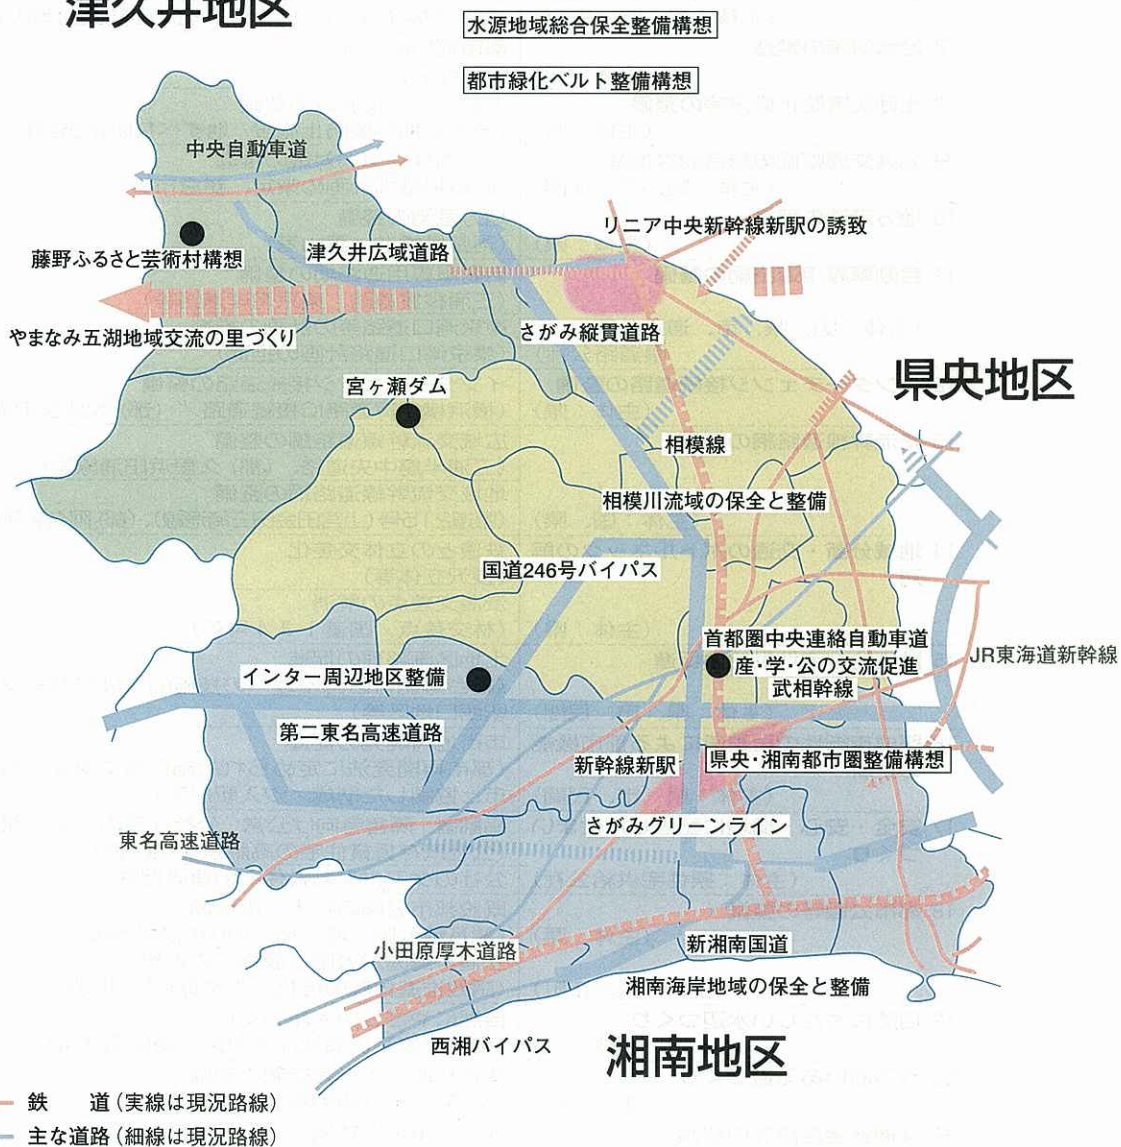 津久井地区
水源地域総合保全整備構想
都市緑化ベルト整備構想
中央自動車道
リニア中央新幹線新駅の誘致
藤野ふるさと芸術村構想
津久井広域道路
やまなみ五湖地域交流の里づくり
さがみ縦貫道路
県央地区
宮ヶ瀬ダム
相模線
相模川流域の保全と整備
国道246号バイパス
首都圏中央連絡自動車道
産・学・公の交流促進
武相幹線
JR東海道新幹線
インター周辺地区整備
第二東名高速道路
新幹線新駅
県央・湘南都市圏整備構想
さがみグリーンライン
東名高速道路
小田原厚木道路
新湘南国道
湘南海岸地域の保全と整備
西湘バイパス
湘南地区
鉄　道(実線は現況路線)
主な道路(細線は現況路線)